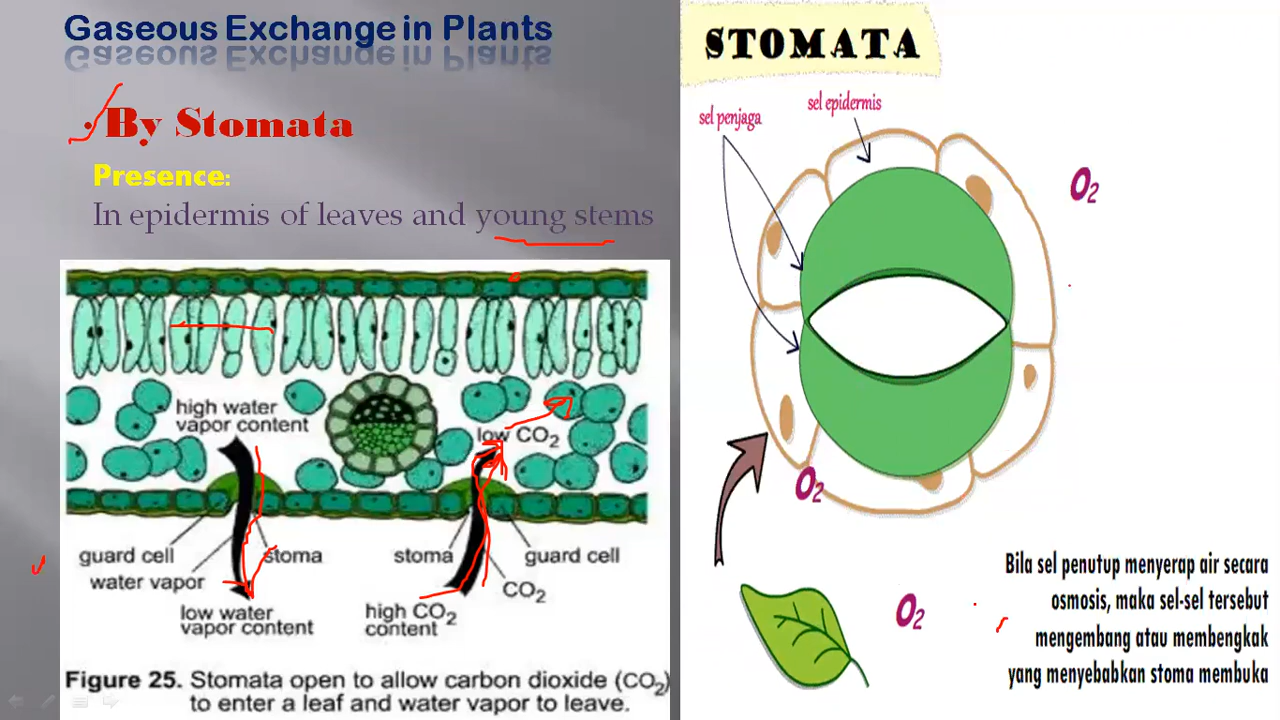 Gaseous Exchange in Plants
• By Stomata
Presence:
In epidermis of leaves and young stems
high water
vapor content
low CO2
guard cell
stoma
water vapor
low water
vapor content
stoma
guard cell
CO2
high CO2
content
Figure 25. Stomata open to allow carbon dioxide (CO2)
to enter a leaf and water vapor to leave.
STOMATA
sel epidermis
sel penjaga
O2
O2
O2
Bila sel penutup menyerap air secara
osmosis, maka sel-sel tersebut
mengembang atau membengkak
yang menyebabkan stoma membuka